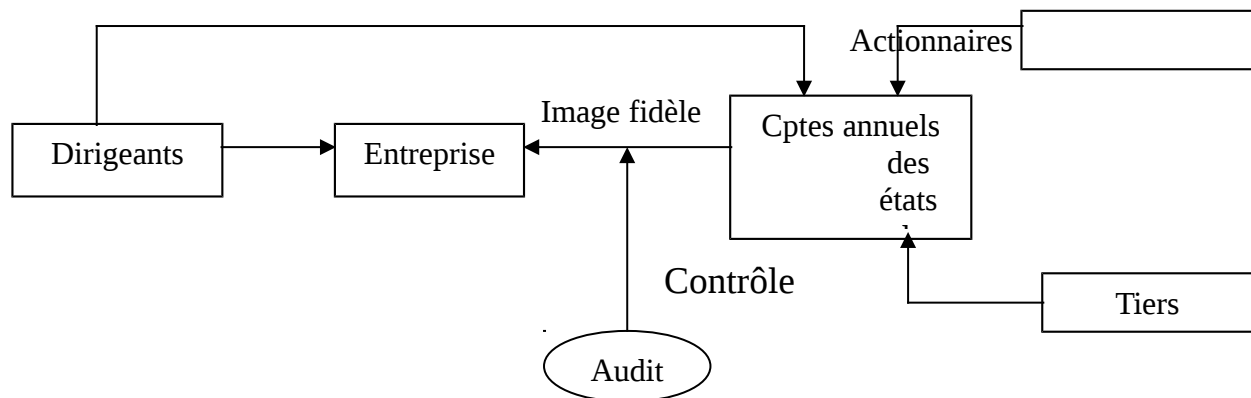 Actionnaires
Image fidèle
Cptes annuels
des
états
Dirigeants
Entreprise
Contrôle
Tiers
Audit